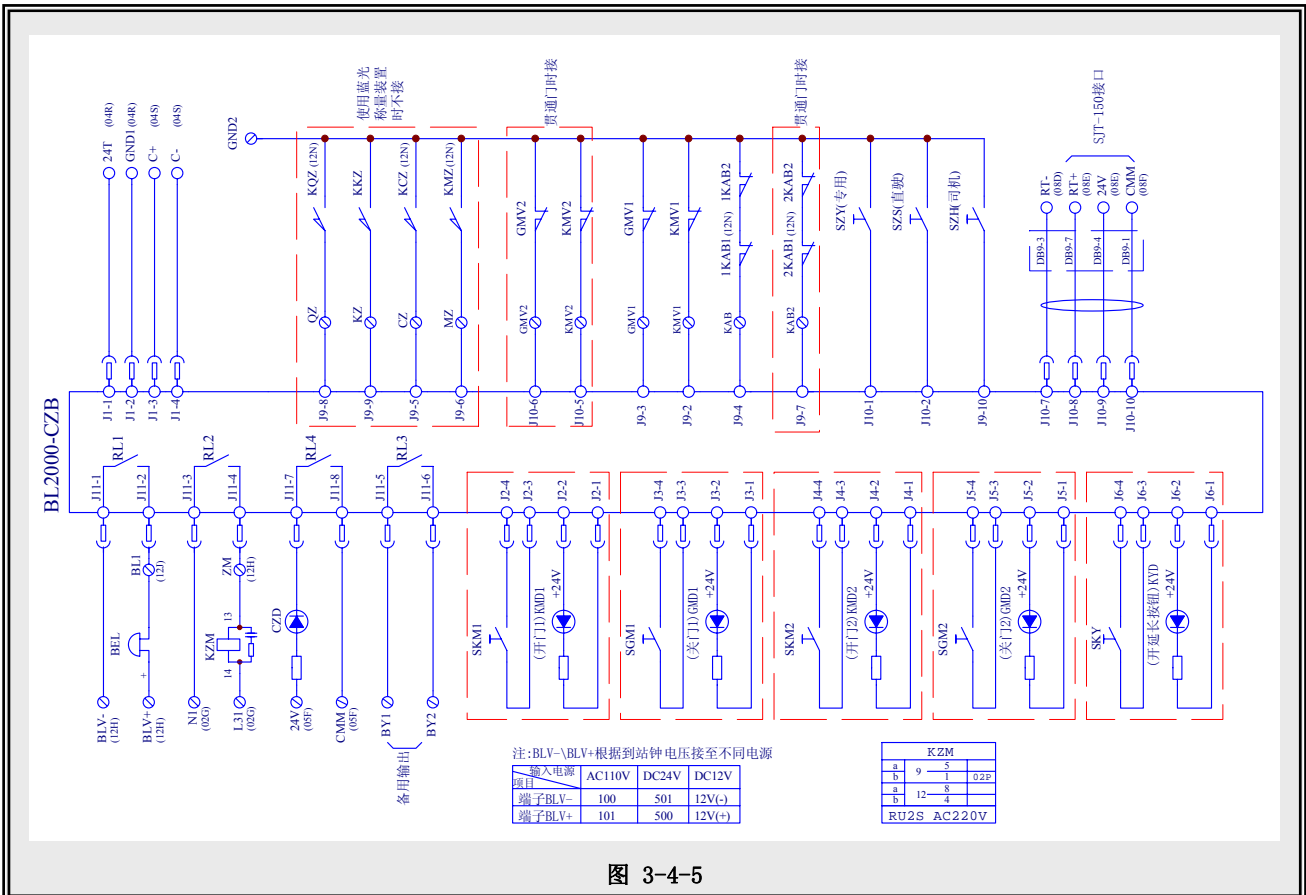 BL2000-CZB
24T (04R)
GND1 (04R)
C+ (04S)
C- (04S)
J1-1
J1-2
J1-3
J1-4
使用蓝光
称量装置
时不接
KQZ (12N)
KKZ
KCZ (12N)
KMZ (12N)
QZ
KZ
CZ
MZ
J9-8
J9-9
J9-5
J9-6
GND2
贯通门时接
GMV2
KMV2
GMV2
KMV2
J10-6
J10-5
GMV1
KMV1
1KAB2
1KAB1 (12N)
GMV1
KMV1
KAB
J9-3
J9-2
J9-4
贯通门时接
2KAB2
2KAB1 (12N)
KAB2
J9-7
SZY(专用)
SZS(直驶)
SZH(司机)
J10-1
J10-2
J9-10
SJT-150接口
RT-
(08D)
RT+
(08E)
24V
(08E)
CMM
(08F)
DB9-3
DB9-7
DB9-4
DB9-1
J10-7
J10-8
J10-9
J10-10
RL1
RL2
RL4
RL3
J11-1
J11-2
J11-3
J11-4
J11-7
J11-8
J11-5
J11-6
BL1
(12J)
ZM
(12H)
BEL
+
KZM
13
14
CZD
BLV-
(12H)
BLV+
(12H)
N1
(02G)
L31
(02G)
24V
(05F)
CMM
(05F)
BY1
BY2
备用输出
J2-4
J2-3
J2-2
J2-1
SKM1
(开门1)KMD1
+24V
J3-4
J3-3
J3-2
J3-1
SGM1
(关门1)GMD1
+24V
J4-4
J4-3
J4-2
J4-1
SKM2
(开门2)KMD2
+24V
J5-4
J5-3
J5-2
J5-1
SGM2
(关门2)GMD2
+24V
J6-4
J6-3
J6-2
J6-1
SKY
(开延长按钮)KYD
+24V
注:BLV-\BLV+根据到站钟电压接至不同电源
输入电源 项目 AC110V DC24V DC12V
端子BLV- 100 501 12V(-)
端子BLV+ 101 500 12V(+)
KZM
a 9 5
b 1 02P
a 12 8
b 4
RU2S AC220V
图 3-4-5